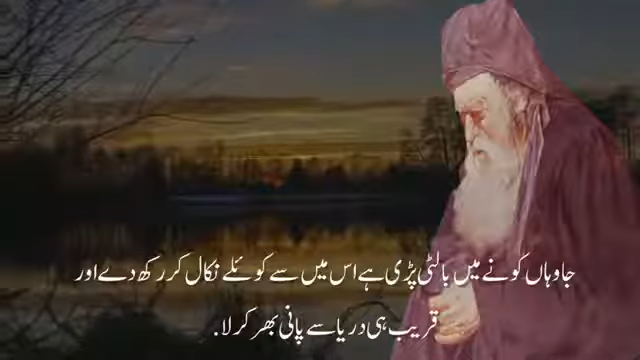 جاو وہاں کونے میں بالٹی پڑی ہے اس میں سے کوئلے نکال کر رکھ دے اور
قریب ہی دریا سے پانی بھر کر لا.